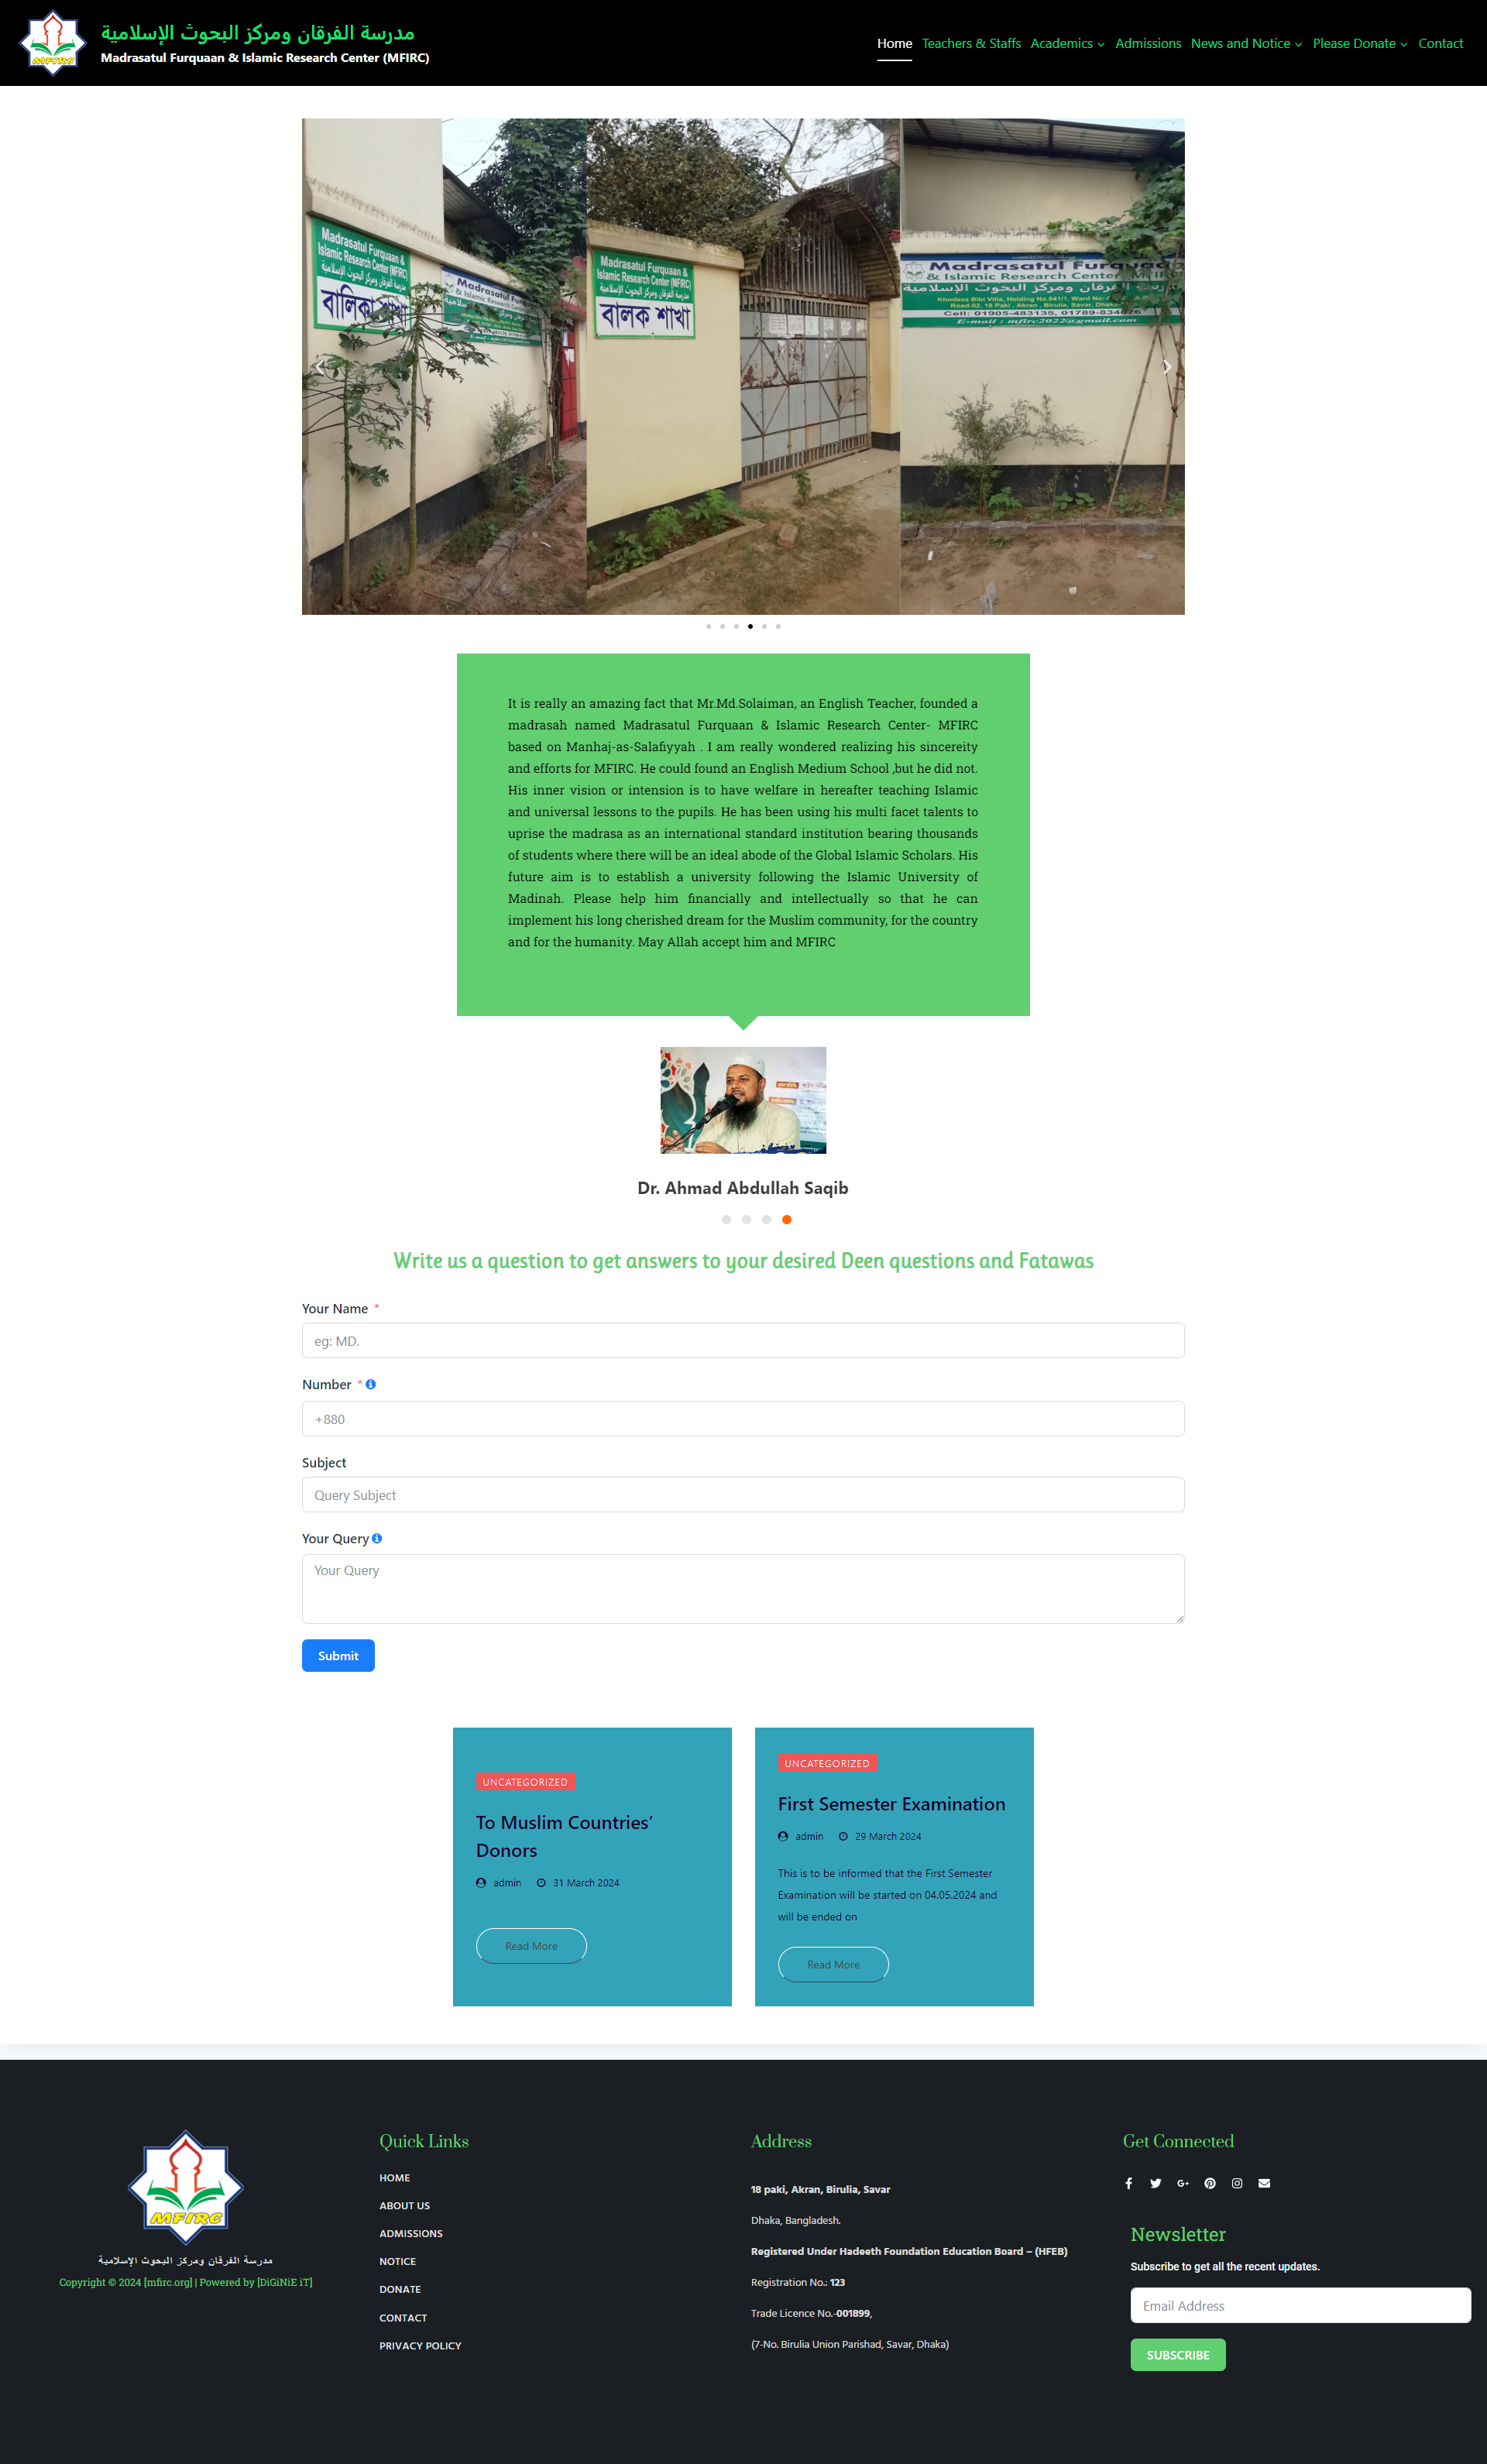 مدرسة الفرقان ومركز البحوث الإسلامية
Madrasatul Furquaan & Islamic Research Center (MFIRC)
MFIRC
Home Teachers & Staffs Academics Admissions News and Notice Please Donate Contact
Madrasatul Furquaan &
Islamic Research Center (MFIRC)
مدرسة الفرقان ومركز البحوث الإسلامية
বালিকা শাখা
Madrasatul Furquaan &
Islamic Research Center (MFIRC)
مدرسة الفرقان ومركز البحوث الإسلامية
বালক শাখা
Madrasatul Furquaa
& Islamic Research Center (MFIR
مدرسة الفرقان ومركز البحوث الإسلامية
Khodeza Bibi Villa, Holding No.841/1, Ward No:
Road-02, 18 Paki, Akran, Birulia, Savar, Dhaka
Cell: 01905-483135, 01789-834076
E-mail: mfirc2022@gmail.com
It is really an amazing fact that Mr.Md.Solaiman, an English Teacher, founded a
madrasah named Madrasatul Furquaan & Islamic Research Center- MFIRC
based on Manhaj-as-Salafiyyah . I am really wondered realizing his sincereity
and efforts for MFIRC. He could found an English Medium School ,but he did not.
His inner vision or intension is to have welfare in hereafter teaching Islamic
and universal lessons to the pupils. He has been using his multi facet talents to
uprise the madrasa as an international standard institution bearing thousands
of students where there will be an ideal abode of the Global Islamic Scholars. His
future aim is to establish a university following the Islamic University of
Madinah. Please help him financially and intellectually so that he can
implement his long cherished dream for the Muslim community, for the country
and for the humanity. May Allah accept him and MFIRC
Dr. Ahmad Abdullah Saqib
Write us a question to get answers to your desired Deen questions and Fatawas
Your Name *
eg: MD.
Number *
+880
Subject
Query Subject
Your Query
Your Query
Submit
UNCATEGORIZED
To Muslim Countries’
Donors
admin 31 March 2024
Read More
UNCATEGORIZED
First Semester Examination
admin 29 March 2024
This is to be informed that the First Semester
Examination will be started on 04.05.2024 and
will be ended on
Read More
MFIRC
مدرسة الفرقان ومركز البحوث الإسلامية
Copyright © 2024 [mfirc.org] | Powered by [DiGiNiE iT]
Quick Links
HOME
ABOUT US
ADMISSIONS
NOTICE
DONATE
CONTACT
PRIVACY POLICY
Address
18 paki, Akran, Birulia, Savar
Dhaka, Bangladesh.
Registered Under Hadeeth Foundation Education Board – (HFEB)
Registration No.: 123
Trade Licence No.-001899,
(7-No. Birulia Union Parishad, Savar, Dhaka)
Get Connected
Newsletter
Subscribe to get all the recent updates.
Email Address
SUBSCRIBE